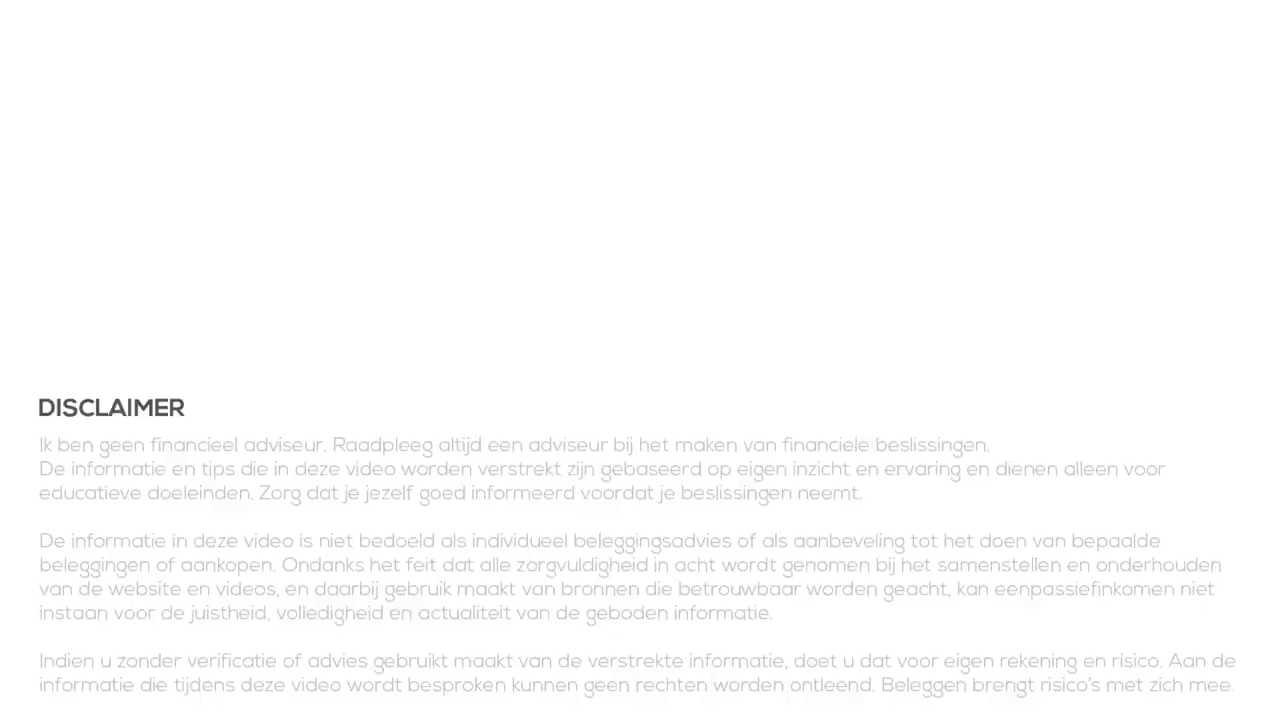 DISCLAIMER
Ik ben geen financieel adviseur. Raadpleeg altijd een adviseur bij het maken van financiele beslissingen.
De informatie en tips die in deze video worden verstrekt zijn gebaseerd op eigen inzicht en ervaring en dienen alleen voor
educatieve doeleinden. Zorg dat je jezelf goed informeerd voordat je beslissingen neemt.
De informatie in deze video is niet bedoeld als individueel beleggingsadvies of als aanbeveling tot het doen van bepaalde
beleggingen of aankopen. Ondanks het feit dat alle zorgvuldigheid in acht wordt genomen bij het samenstellen en onderhouden
van de website en videos, en daarbij gebruik maakt van bronnen die betrouwbaar worden geacht, kan eenpassiefinkomen niet
instaan voor de juistheid, volledigheid en actualiteit van de geboden informatie.
Indien u zonder verificatie of advies gebruikt maakt van de verstrekte informatie, doet u dat voor eigen rekening en risico. Aan de
informatie die tijdens deze video wordt besproken kunnen geen rechten worden ontleend. Beleggen brengt risico's met zich mee.